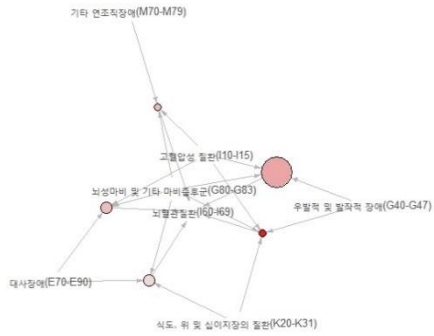 기타 연조직장애(M70-M79)
고혈압성 질환(I10-I15)
뇌성마비 및 기타 마비증후군(G80-G83)
뇌혈관질환(I60-I69)
우발적 및 발작적 장애(G40-G47)
대사장애(E70-E90)
식도, 위 및 십이지장의 질환(K20-K31)